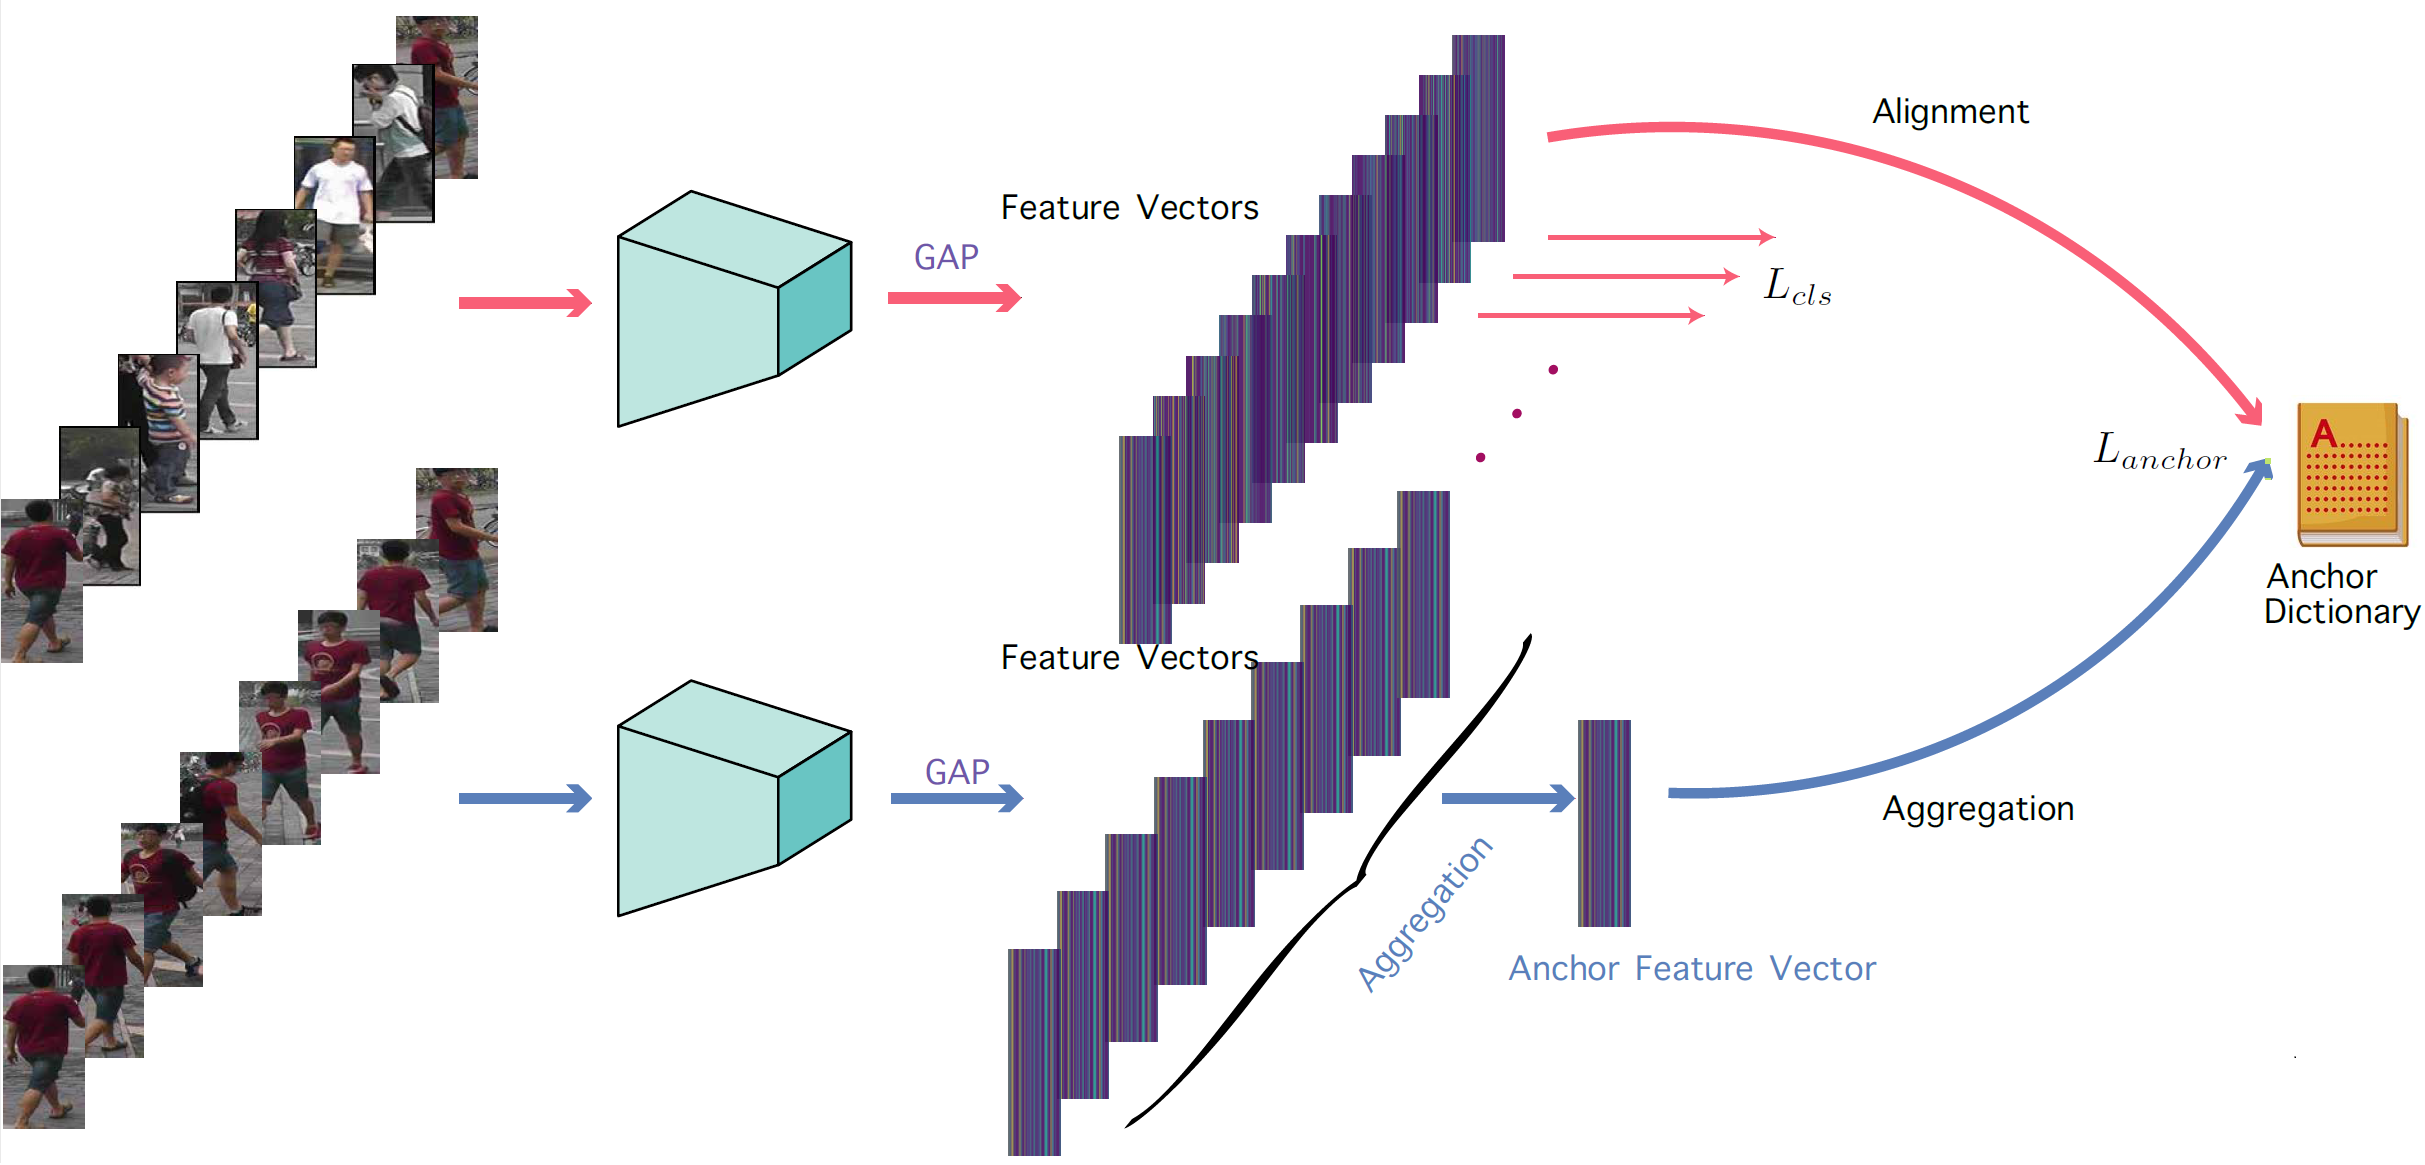 Alignment
Feature Vectors
GAP
L_{cls}
A
L_{anchor}
Anchor
Dictionary
Feature Vectors
GAP
Aggregation
Aggregation
Anchor Feature Vector